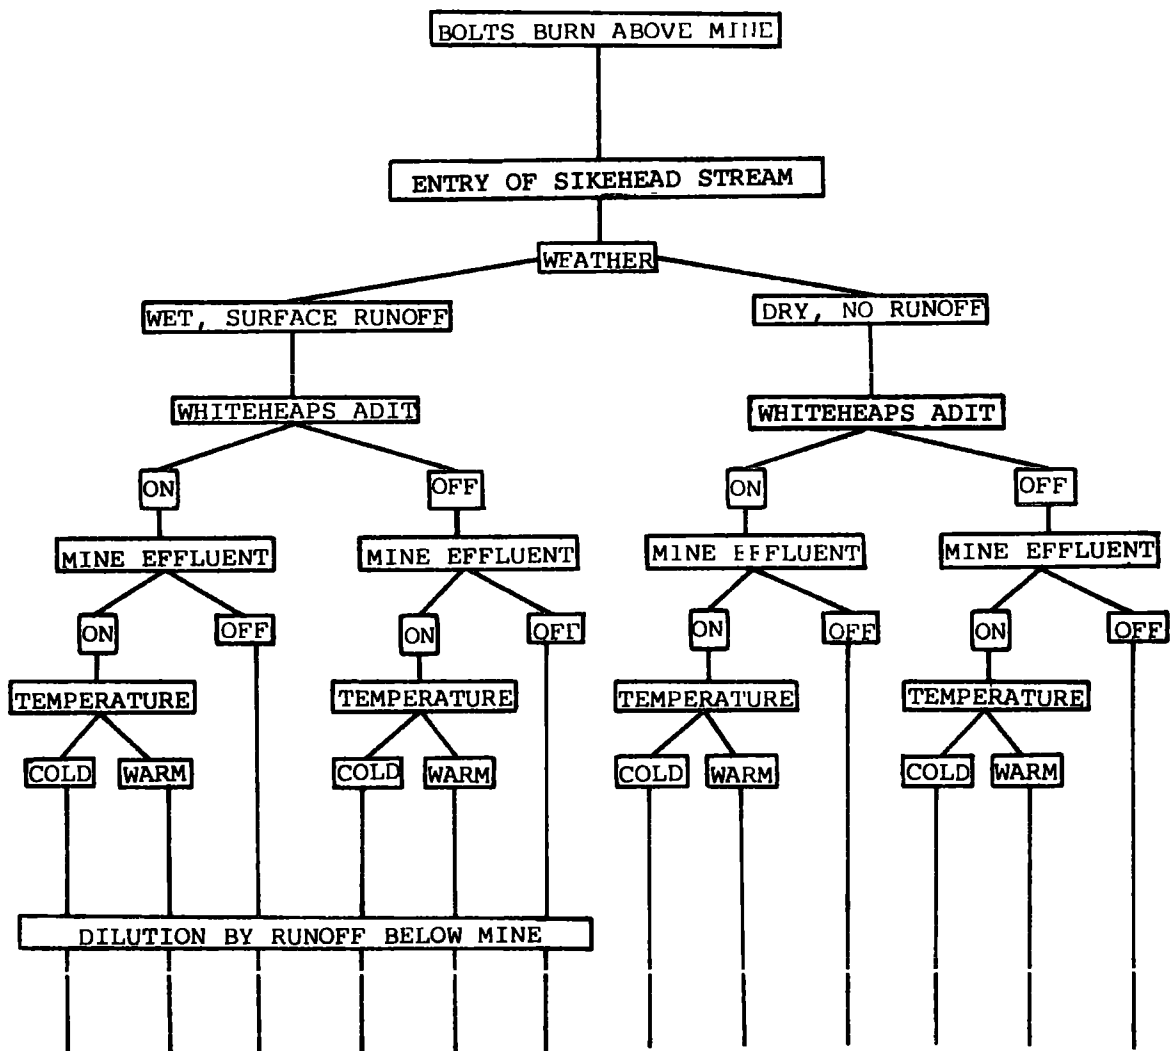 BOLTS BURN ABOVE MINE
ENTRY OF SIKEHEAD STREAM
WEATHER
WET, SURFACE RUNOFF
DRY, NO RUNOFF
WHITEHEAPS ADIT
WHITEHEAPS ADIT
ON
OFF
ON
OFF
MINE EFFLUENT
MINE EFFLUENT
MINE EFFLUENT
MINE EFFLUENT
ON
OFF
ON
OFF
ON
OFF
ON
OFF
TEMPERATURE
TEMPERATURE
TEMPERATURE
TEMPERATURE
COLD
WARM
COLD
WARM
COLD
WARM
COLD
WARM
DILUTION BY RUNOFF BELOW MINE